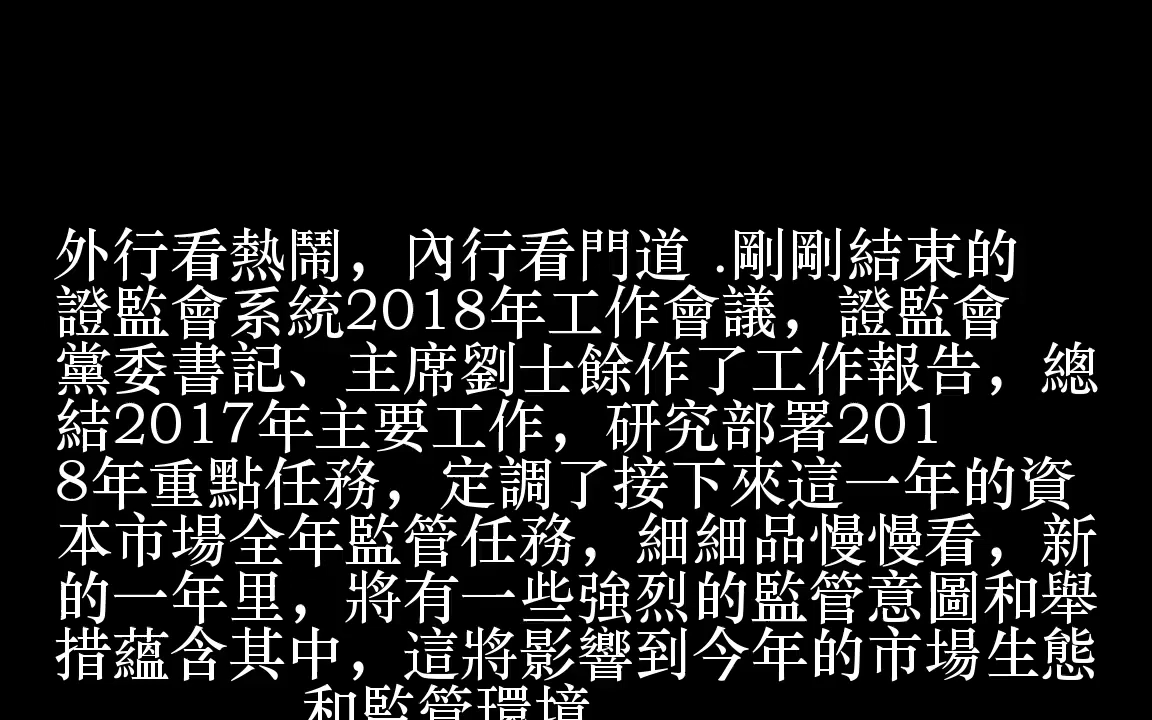 外行看熱鬧，內行看門道 .剛剛結束的
證監會系統2018年工作會議，證監會
黨委書記、主席劉士餘作了工作報告，總
結2017年主要工作，研究部署201
8年重點任務，定調了接下來這一年的資
本市場全年監管任務，細細品慢慢看，新
的一年里，將有一些強烈的監管意圖和舉
措蘊含其中，這將影響到今年的市場生態
和監管環境